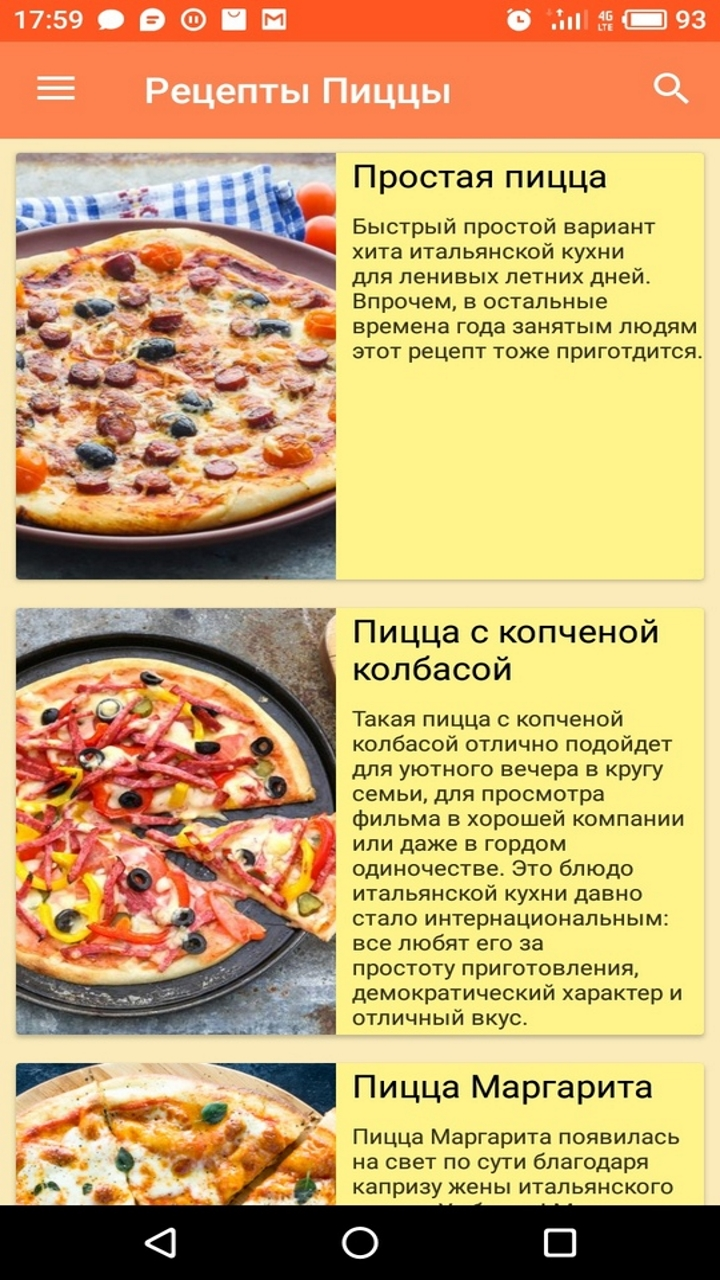 17:59
4G
LTE
93
Рецепты Пиццы
Простая пицца
Быстрый простой вариант
хита итальянской кухни
для ленивых летних дней.
Впрочем, в остальные
времена года занятым людям
этот рецепт тоже приготдится.
Пицца с копченой
колбасой
Такая пицца с копченой
колбасой отлично подойдет
для уютного вечера в кругу
семьи, для просмотра
фильма в хорошей компании
или даже в гордом
одиночестве. Это блюдо
итальянской кухни давно
стало интернациональным:
все любят его за
простоту приготовления,
демократический характер и
отличный вкус.
Пицца Маргарита
Пицца Маргарита появилась
на свет по сути благодаря
капризу жены итальянского